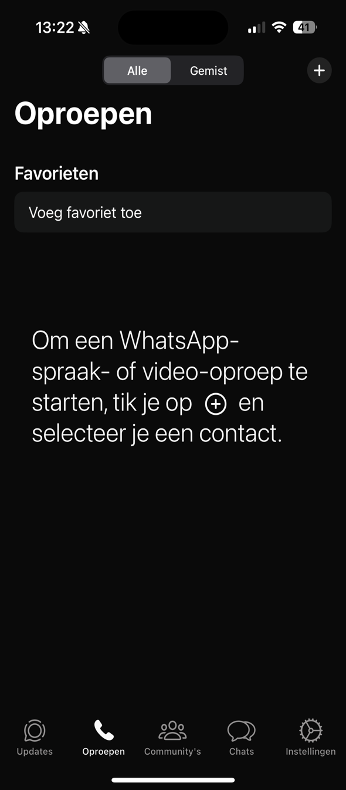 13:22
41
Alle
Gemist
Oproepen
Favorieten
Voeg favoriet toe
Om een WhatsApp-
spraak- of video-oproep te
starten, tik je op en
selecteer je een contact.
Updates
Oproepen
Community's
Chats
Instellingen